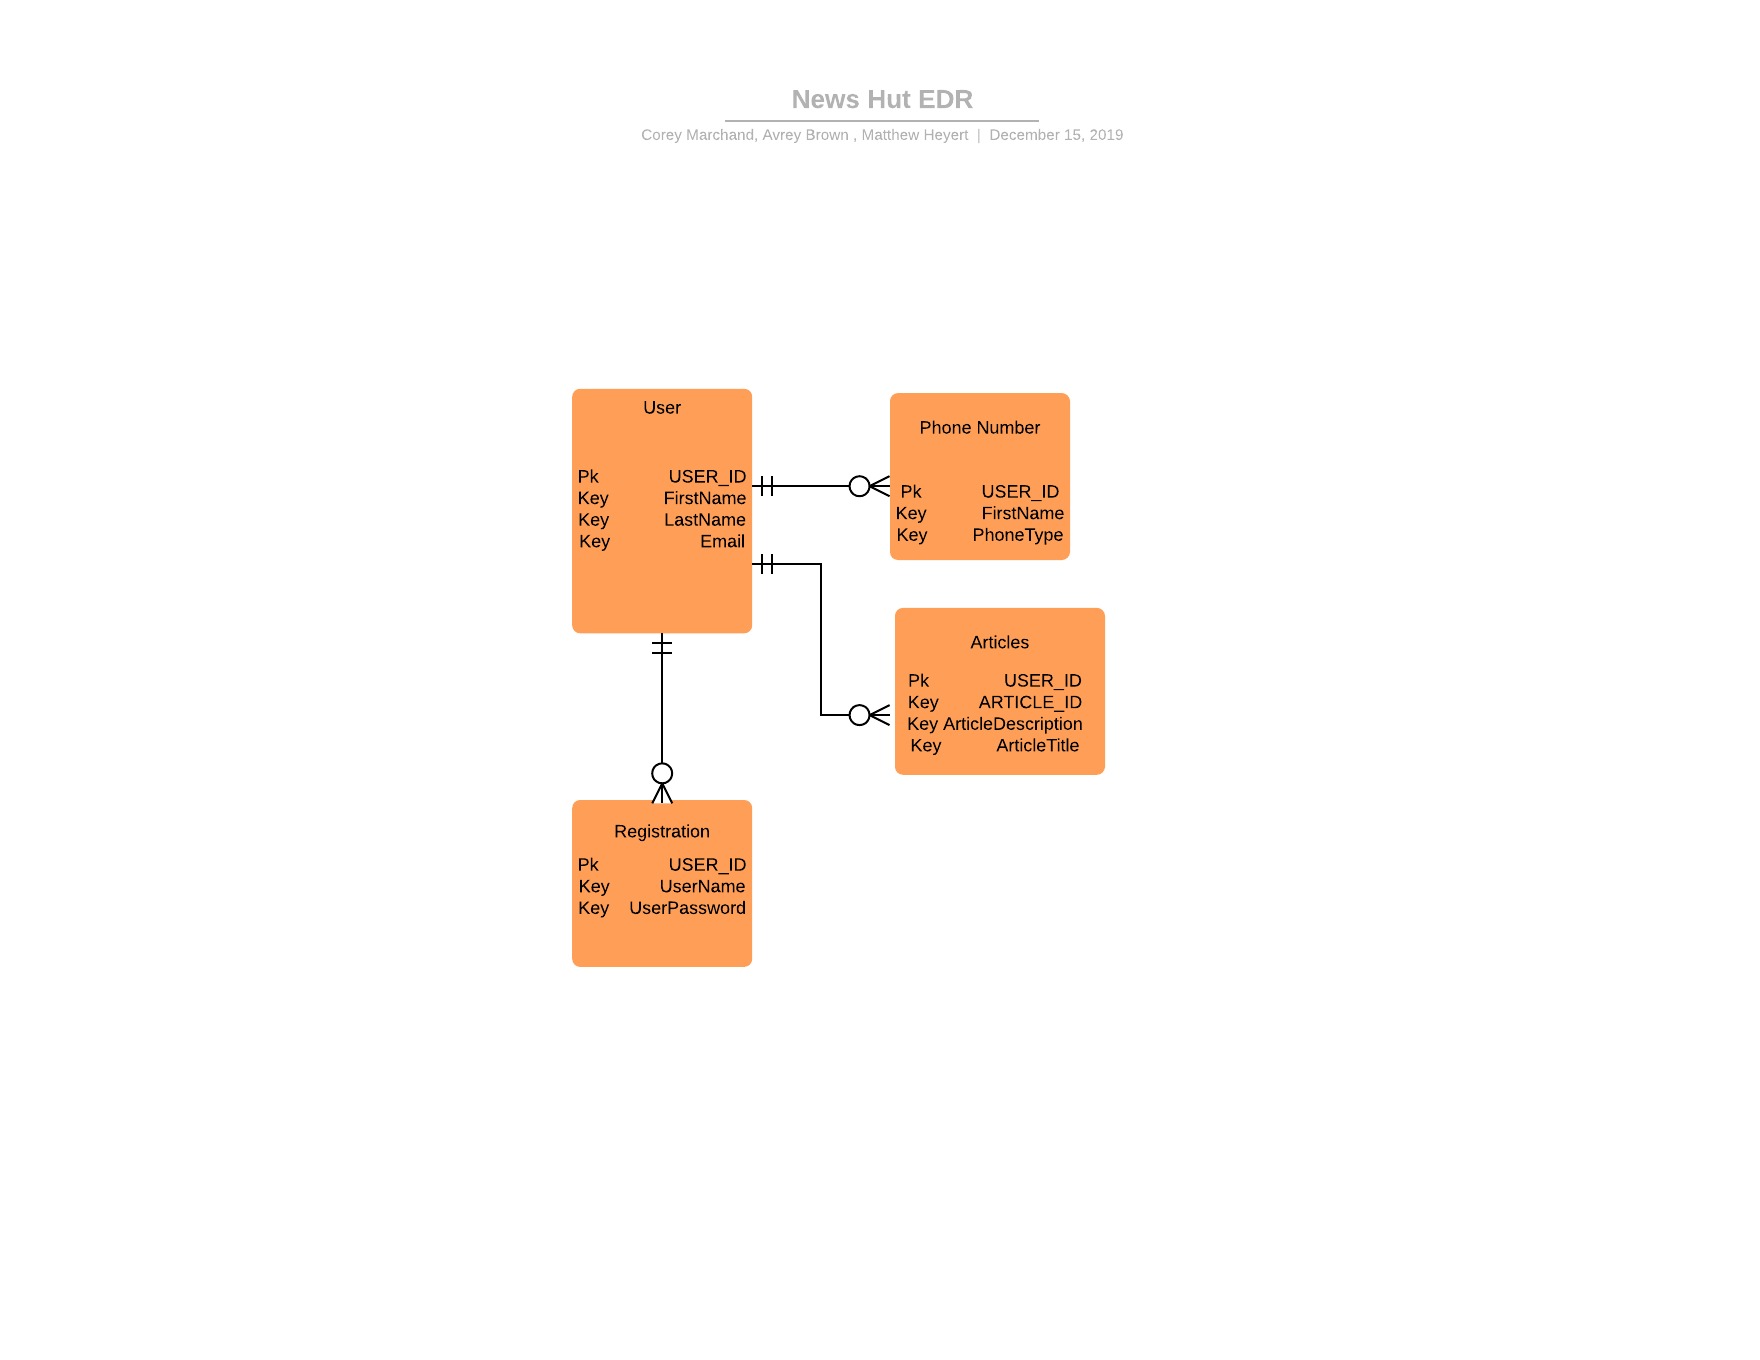 News Hut EDR
Corey Marchand, Avrey Brown , Matthew Heyert | December 15, 2019
User
Pk USER_ID
Key FirstName
Key LastName
Key Email
Phone Number
Pk USER_ID
Key FirstName
Key PhoneType
Articles
Pk USER_ID
Key ARTICLE_ID
Key ArticleDescription
Key ArticleTitle
Registration
Pk USER_ID
Key UserName
Key UserPassword